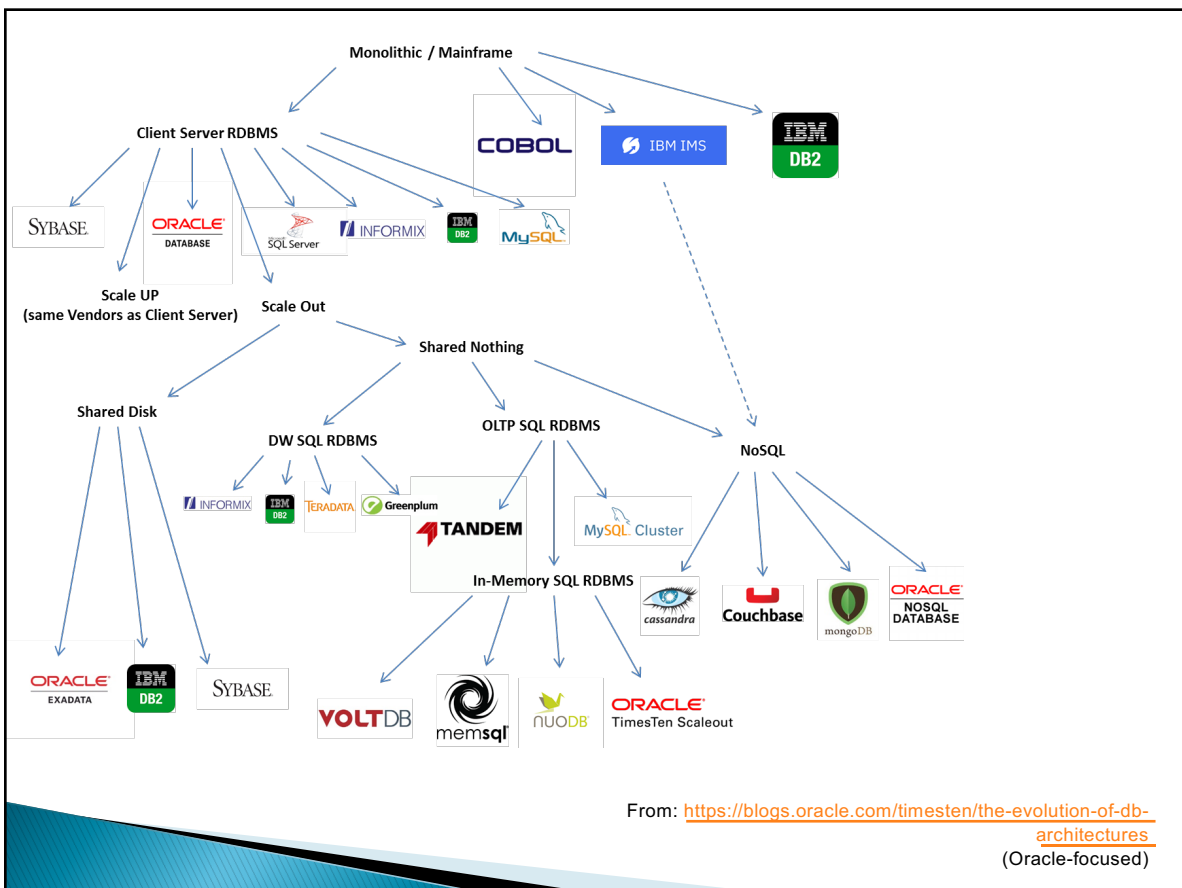 Monolithic / Mainframe
COBOL
IBM IMS
IBM
DB2
Client Server RDBMS
SYBASE
ORACLE
DATABASE
Microsoft
SQL Server
INFORMIX
IBM
DB2
MySQL
Scale UP
(same Vendors as Client Server)
Scale Out
Shared Nothing
Shared Disk
DW SQL RDBMS
OLTP SQL RDBMS
NoSQL
INFORMIX
IBM
DB2
TERADATA
Greenplum
TANDEM
MySQL Cluster
In-Memory SQL RDBMS
cassandra
Couchbase
mongoDB
ORACLE
NOSQL
DATABASE
ORACLE
EXADATA
IBM
DB2
SYBASE
VOLTDB
memsql
NUODB
ORACLE
TimesTen Scaleout
From: https://blogs.oracle.com/timesten/the-evolution-of-db-
architectures
(Oracle-focused)